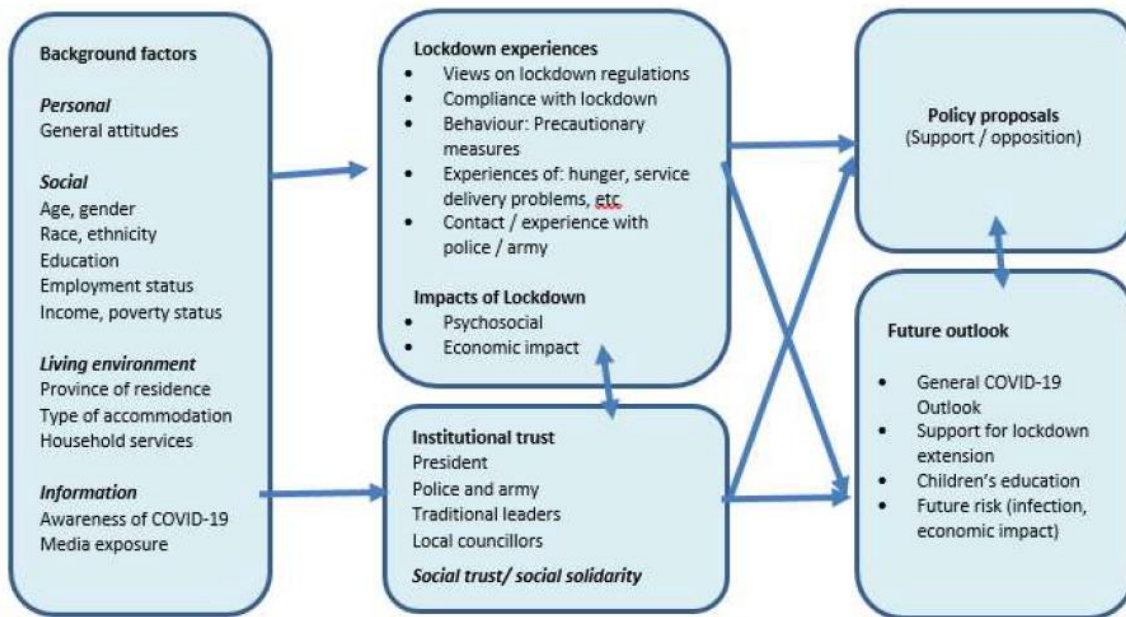 Background factors
Personal
General attitudes
Social
Age, gender
Race, ethnicity
Education
Employment status
Income, poverty status
Living environment
Province of residence
Type of accommodation
Household services
Information
Awareness of COVID-19
Media exposure
Lockdown experiences
• Views on lockdown regulations
• Compliance with lockdown
• Behaviour: Precautionary
measures
• Experiences of: hunger, service
delivery problems, etc
• Contact / experience with
police / army
Impacts of Lockdown
• Psychosocial
• Economic impact
Institutional trust
President
Police and army
Traditional leaders
Local councillors
Social trust/ social solidarity
Policy proposals
(Support / opposition)
Future outlook
• General COVID-19
Outlook
• Support for lockdown
extension
• Children's education
• Future risk (infection,
economic impact)